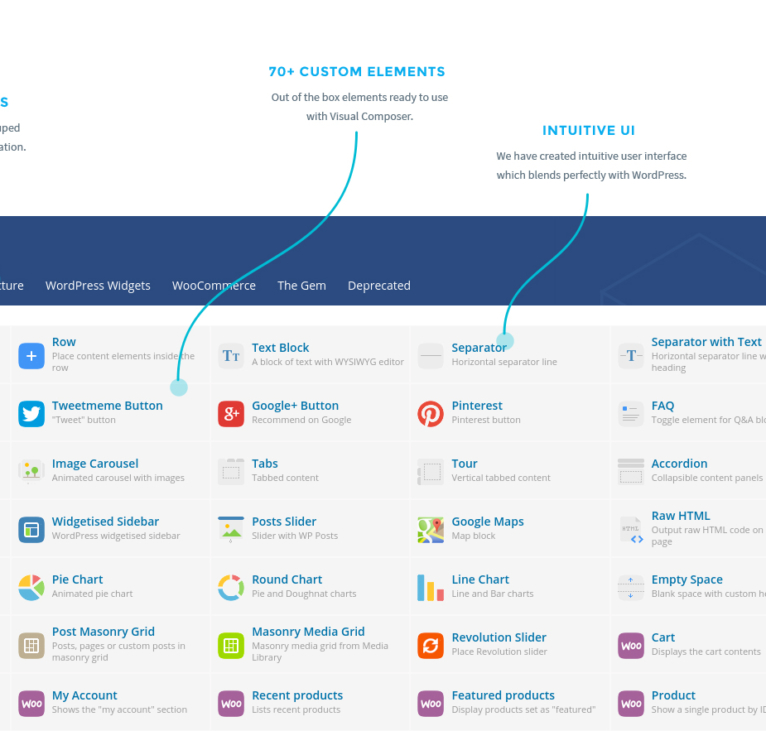 70+ CUSTOM ELEMENTS
Out of the box elements ready to use
with Visual Composer.
S
uped
ation.
INTUITIVE UI
We have created intuitive user interface
which blends perfectly with WordPress.
cture
WordPress Widgets
WooCommerce
The Gem
Deprecated
Row
Place content elements inside the
row
Text Block
A block of text with WYSIWYG editor
Separator
Horizontal separator line
Separator with Text
Horizontal separator line w
heading
Tweetmeme Button
"Tweet" button
Google+ Button
Recommend on Google
Pinterest
Pinterest button
FAQ
Toggle element for Q&A blo
Image Carousel
Animated carousel with images
Tabs
Tabbed content
Tour
Vertical tabbed content
Accordion
Collapsible content panels
Widgetised Sidebar
WordPress widgetised sidebar
Posts Slider
Slider with WP Posts
Google Maps
Map block
HTML
Raw HTML
Output raw HTML code on
page
Pie Chart
Animated pie chart
Round Chart
Pie and Doughnat charts
Line Chart
Line and Bar charts
Empty Space
Blank space with custom he
Post Masonry Grid
Posts, pages or custom posts in
masonry grid
Masonry Media Grid
Masonry media grid from Media
Library
Revolution Slider
Place Revolution slider
Woo
Cart
Displays the cart contents
Woo
My Account
Shows the "my account" section
Woo
Recent products
Lists recent products
Woo
Featured products
Display products set as "featured"
Woo
Product
Show a single product by ID